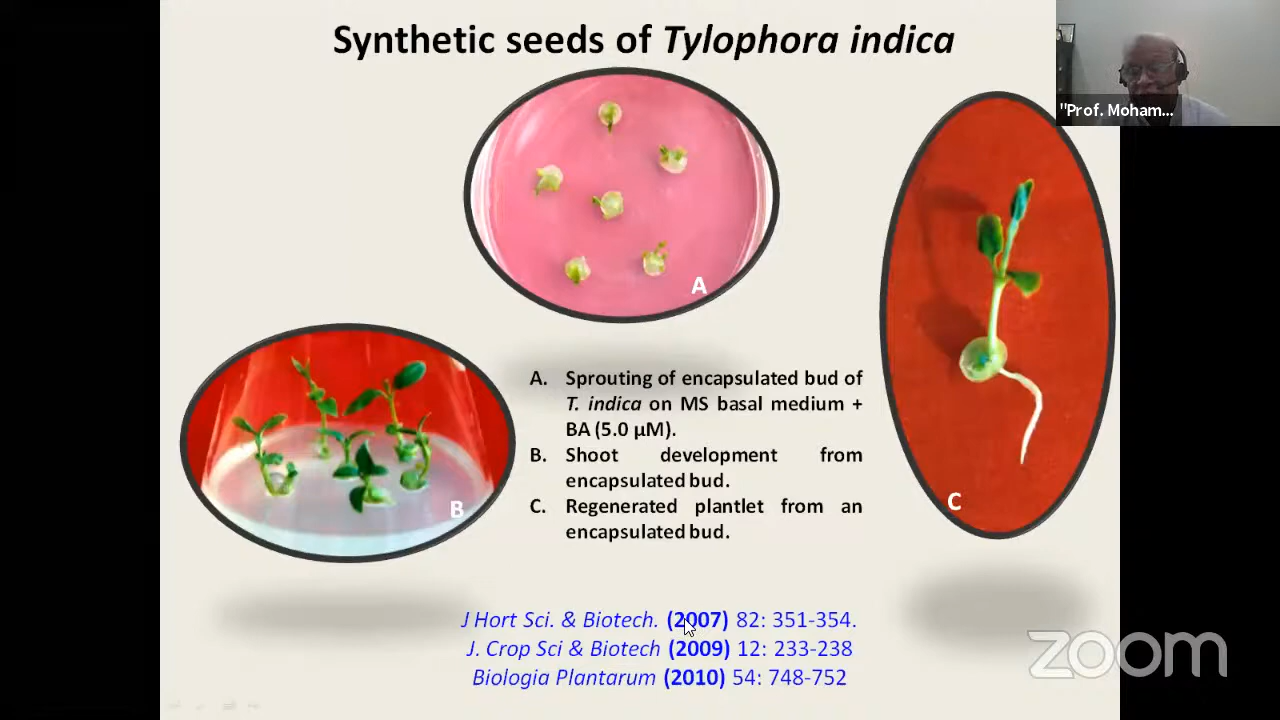 Synthetic seeds of Tylophora indica
"Prof. Moham...
A
B
C
A. Sprouting of encapsulated bud of
T. indica on MS basal medium +
BA (5.0 µM).
B. Shoot development from
encapsulated bud.
C. Regenerated plantlet from an
encapsulated bud.
J Hort Sci. & Biotech. (2007) 82: 351-354.
J. Crop Sci & Biotech (2009) 12: 233-238
Biologia Plantarum (2010) 54: 748-752
zoom